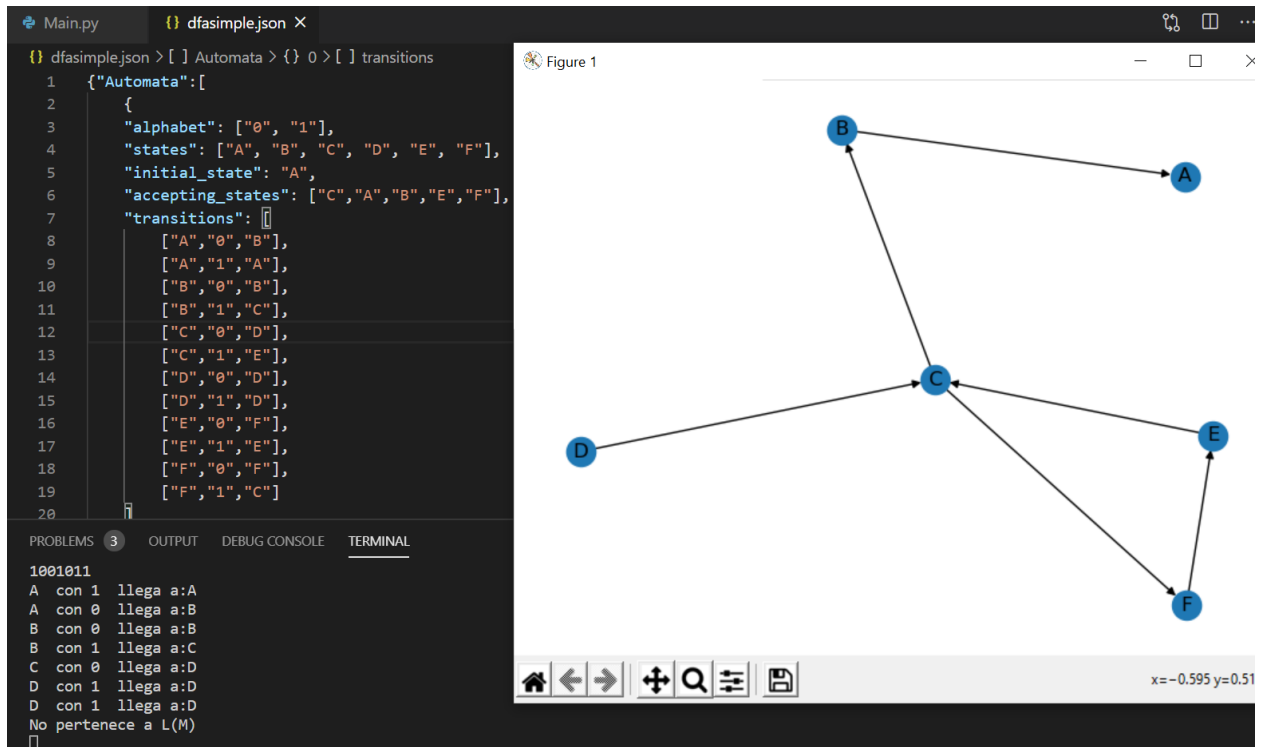 Main.py
{} dfasimple.json ×
{} dfasimple.json > [ ] Automata > {} 0 > [ ] transitions
1 {"Automata":[
2 {
3 "alphabet": ["0", "1"],
4 "states": ["A", "B", "C", "D", "E", "F"],
5 "initial_state": "A",
6 "accepting_states": ["C","A","B","E","F"],
7 "transitions": [
8 ["A","0","B"],
9 ["A","1","A"],
10 ["B","0","B"],
11 ["B","1","C"],
12 ["C","0","D"],
13 ["C","1","E"],
14 ["D","0","D"],
15 ["D","1","D"],
16 ["E","0","F"],
17 ["E","1","E"],
18 ["F","0","F"],
19 ["F","1","C"]
20 ]
PROBLEMS 3 OUTPUT DEBUG CONSOLE TERMINAL
1001011
A con 1 llega a:A
A con 0 llega a:B
B con 0 llega a:B
B con 1 llega a:C
C con 0 llega a:D
D con 1 llega a:D
D con 1 llega a:D
No pertenece a L(M)
Figure 1
B
A
C
E
D
F
x=-0.595 y=0.51